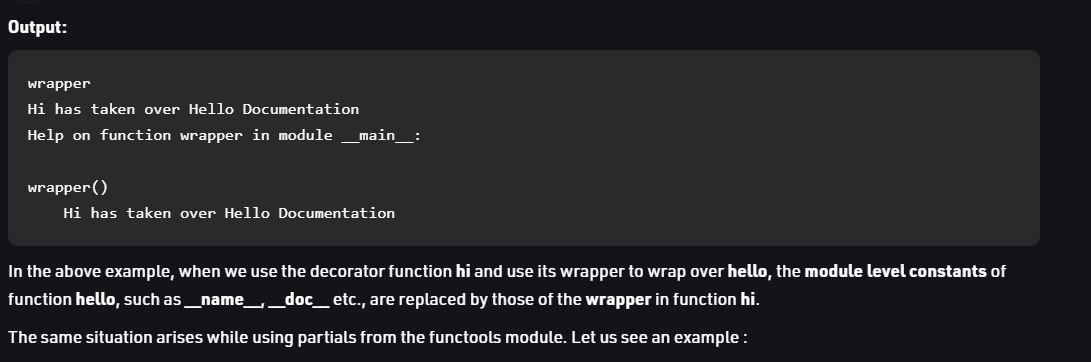 Output:
wrapper
Hi has taken over Hello Documentation
Help on function wrapper in module __main__:
wrapper()
Hi has taken over Hello Documentation
In the above example, when we use the decorator function hi and use its wrapper to wrap over hello, the module level constants of
function hello, such as __name__, __doc__ etc., are replaced by those of the wrapper in function hi.
The same situation arises while using partials from the functools module. Let us see an example :